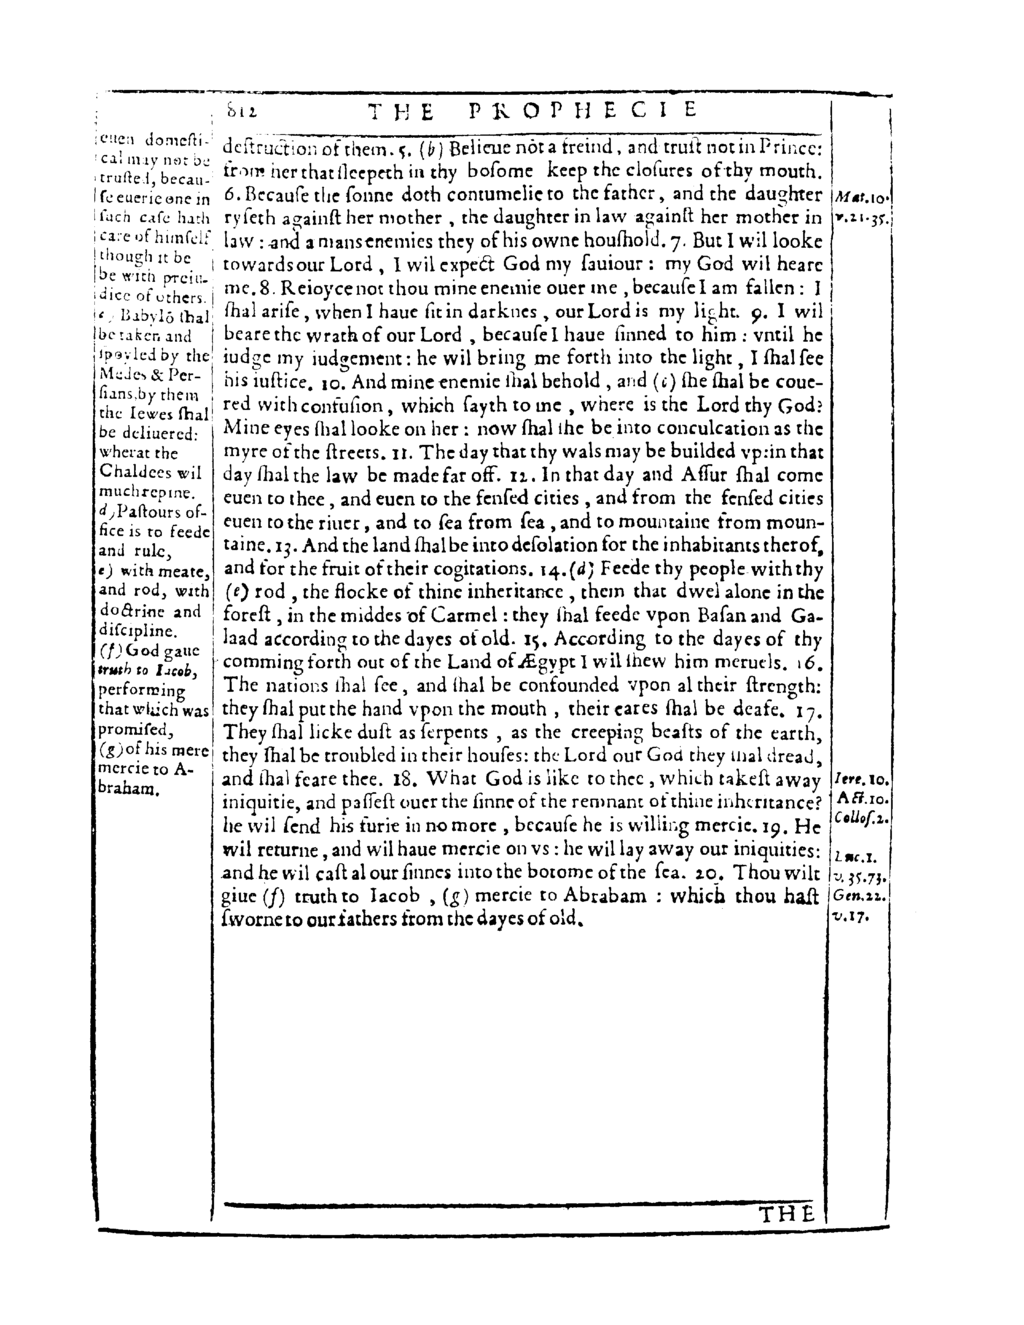 812 THE PROPHECIE
euen domesti-
cal may not be
trusted, becau-
se euerie one in
such case hath
care of himself
though it be
be with preiu-
dice of others.
c, Babylō shal
be taken and
spoyled by the
Medes & Per-
sians, by them
the Iewes shal
be deliuered:
wherat the
Chaldees wil
much repine.
d) Pastours of-
fice is to feede
and rule,
e) with meate,
and rod, with
doctrine and
discipline.
(f) God gaue
truth to Iacob,
performing
that which was
promised,
(g) of his mere
mercie to A-
braham.
destruction of them. 5. (b) Belieue not a freind, and trust not in Prince:
from her that sleepeth in thy bosome keep the closures of thy mouth.
6. Because the sonne doth contumelie to the father, and the daughter
ryseth against her mother, the daughter in law against her mother in
law: and a mans enemies they of his owne houshold. 7. But I wil looke
towards our Lord, I wil expect God my sauiour: my God wil heare
me. 8. Reioyce not thou mine enemie ouer me, because I am fallen: I
shal arise, when I haue sit in darknes, our Lord is my light. 9. I wil
beare the wrath of our Lord, because I haue sinned to him: vntil he
iudge my iudgement: he wil bring me forth into the light, I shal see
his iustice. 10. And mine enemie shal behold, and (c) she shal be coue-
red with confusion, which sayth to me, where is the Lord thy God?
Mine eyes shal looke on her: now shal she be into conculcation as the
myre of the streets. 11. The day that thy wals may be builded vp: in that
day shal the law be made far off. 12. In that day and Assur shal come
euen to thee, and euen to the fensed cities, and from the fensed cities
euen to the riuer, and to sea from sea, and to mountaine from moun-
taine. 13. And the land shal be into desolation for the inhabitants therof,
and for the fruit of their cogitations. 14. (d) Feede thy people with thy
(e) rod, the flocke of thine inheritance, them that dwel alone in the
forest, in the middes of Carmel: they shal feede vpon Basan and Ga-
laad according to the dayes of old. 15. According to the dayes of thy
comming forth out of the Land of Ægypt I wil shew him meruels. 16.
The nations shal see, and shal be confounded vpon al their strength:
they shal put the hand vpon the mouth, their eares shal be deafe. 17.
They shal licke dust as serpents, as the creeping beasts of the earth,
they shal be troubled in their houses: the Lord our God they shal dread,
and shal feare thee. 18. What God is like to thee, which takest away
iniquitie, and passest ouer the sinne of the remnant of thine inheritance?
he wil send his furie in no more, because he is willing mercie. 19. He
wil returne, and wil haue mercie on vs: he wil lay away our iniquities:
and he wil cast al our sinnes into the botome of the sea. 20. Thou wilt
giue (f) truth to Iacob, (g) mercie to Abrabam: which thou hast
sworne to our fathers from the dayes of old.
Mat. 10.
v. 21. 35.
Iere. 10.
Act. 10.
Collos. 2.
Luc. 1.
v. 35. 73.
Gen. 22.
v. 17.
THE